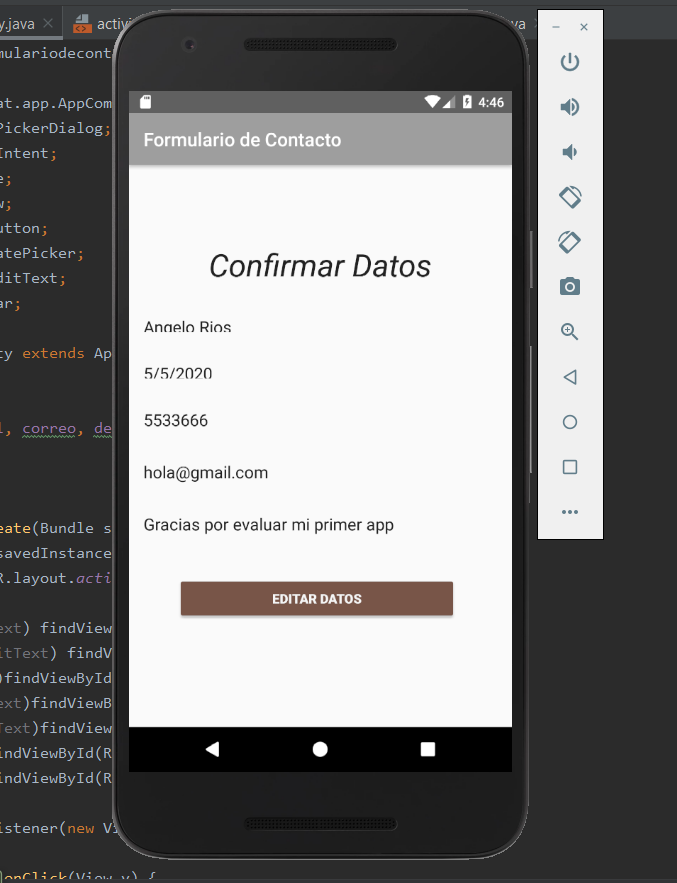 y.java
activi
va
mulariodecont
at.app.AppCom
PickerDialog;
Intent;
e;
w;
utton;
atePicker;
ditText;
ar;
ty extends Ap
l, correo, de
eate(Bundle s
savedInstance
R.layout.acti
ext) findView
itText) findV
)findViewById
ext)findViewB
Text)findView
indViewById(R
indViewById(R
istener(new Vi
onClick(View v) {
4:46
Formulario de Contacto
Confirmar Datos
Angelo Rios
5/5/2020
5533666
hola@gmail.com
Gracias por evaluar mi primer app
EDITAR DATOS